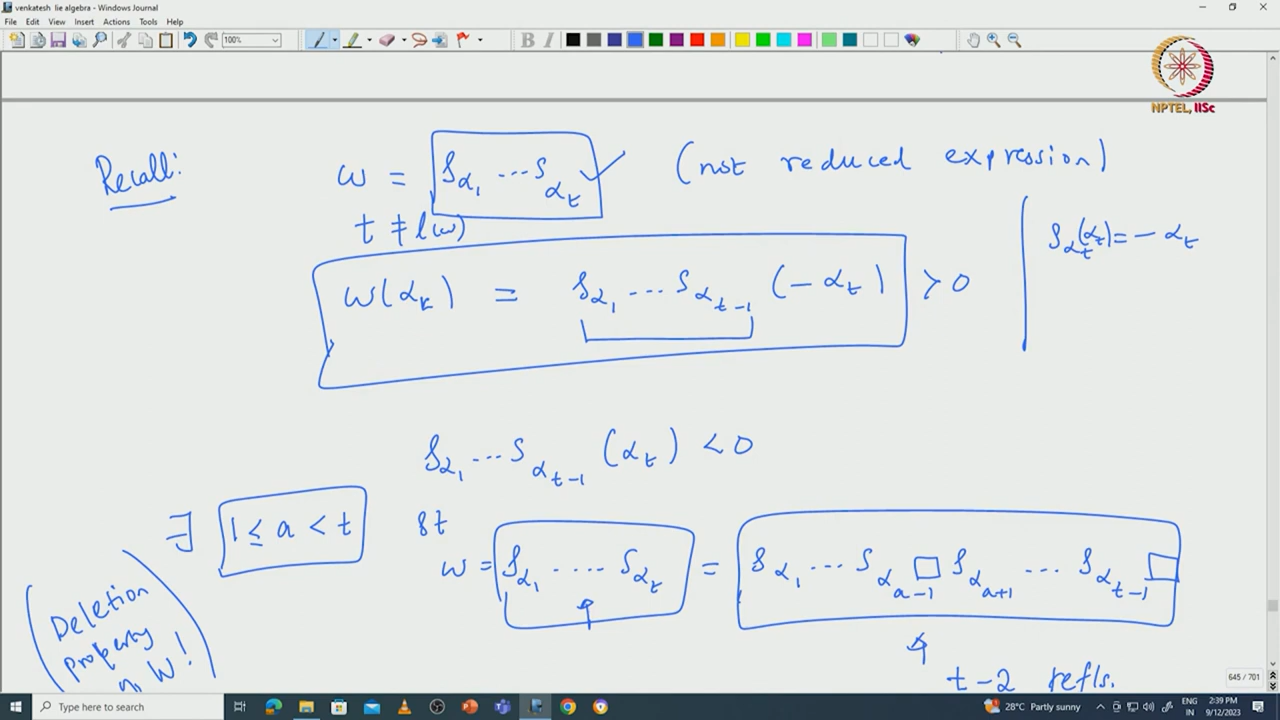 venkatesh lie algebra - Windows Journal
File Edit View Insert Actions Tools Help
100%
B I
NPTEL, IISc
Recall: w = s_{α_1} ... s_{α_t} ✓ (not reduced expression)
t ≠ l(w)
s_{α_t}(α_t) = - α_t
w(α_t) = s_{α_1} ... s_{α_{t-1}} (- α_t) > 0
s_{α_1} ... s_{α_{t-1}} (α_t) < 0
∃ 1 ≤ a < t st
w = s_{α_1} ..... s_{α_t} = s_{α_1} ... s_{α_{a-1}} □ s_{α_{a+1}} ... s_{α_{t-1}} □
t-2 refls.
Deletion
property
in W!
645 / 701
Type here to search
28°C Partly sunny
ENG
IN
2:39 PM
9/12/2023